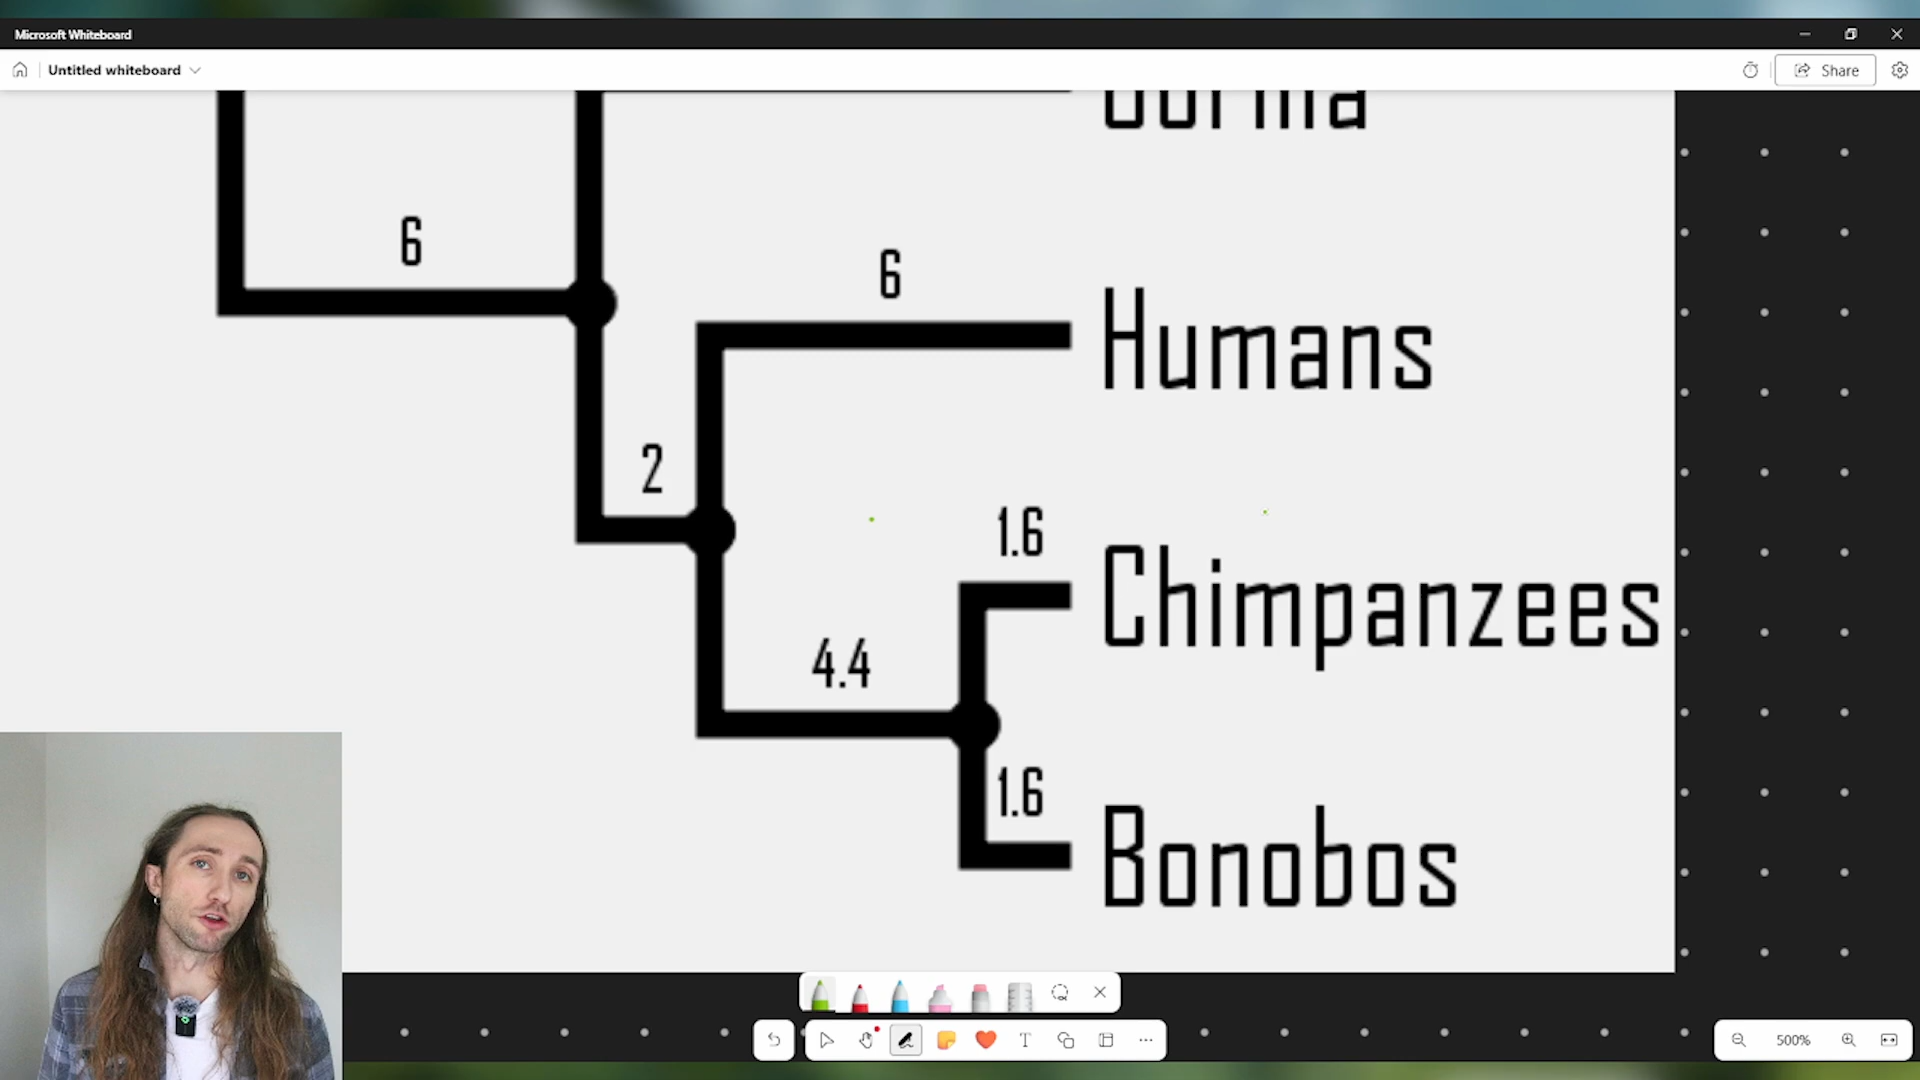 Microsoft Whiteboard
Untitled whiteboard
Share
6
6
Humans
2
1.6
Chimpanzees
4.4
1.6
Bonobos
500%